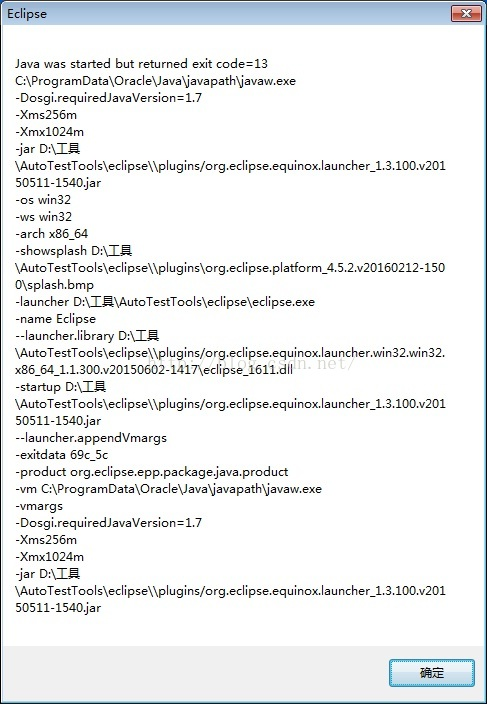 Eclipse
Java was started but returned exit code=13
C:\ProgramData\Oracle\Java\javapath\javaw.exe
-Dosgi.requiredJavaVersion=1.7
-Xms256m
-Xmx1024m
-jar D:\工具
\AutoTestTools\eclipse\\plugins/org.eclipse.equinox.launcher_1.3.100.v201
50511-1540.jar
-os win32
-ws win32
-arch x86_64
-showsplash D:\工具
\AutoTestTools\eclipse\\plugins\org.eclipse.platform_4.5.2.v20160212-150
0\splash.bmp
-launcher D:\工具\AutoTestTools\eclipse\eclipse.exe
-name Eclipse
--launcher.library D:\工具
\AutoTestTools\eclipse\\plugins/org.eclipse.equinox.launcher.win32.win32.
x86_64_1.1.300.v20150602-1417\eclipse_1611.dll
http://blog.csdn.net/
-startup D:\工具
\AutoTestTools\eclipse\\plugins/org.eclipse.equinox.launcher_1.3.100.v201
50511-1540.jar
--launcher.appendVmargs
-exitdata 69c_5c
-product org.eclipse.epp.package.java.product
-vm C:\ProgramData\Oracle\Java\javapath\javaw.exe
-vmargs
-Dosgi.requiredJavaVersion=1.7
-Xms256m
-Xmx1024m
-jar D:\工具
\AutoTestTools\eclipse\\plugins/org.eclipse.equinox.launcher_1.3.100.v201
50511-1540.jar
确定